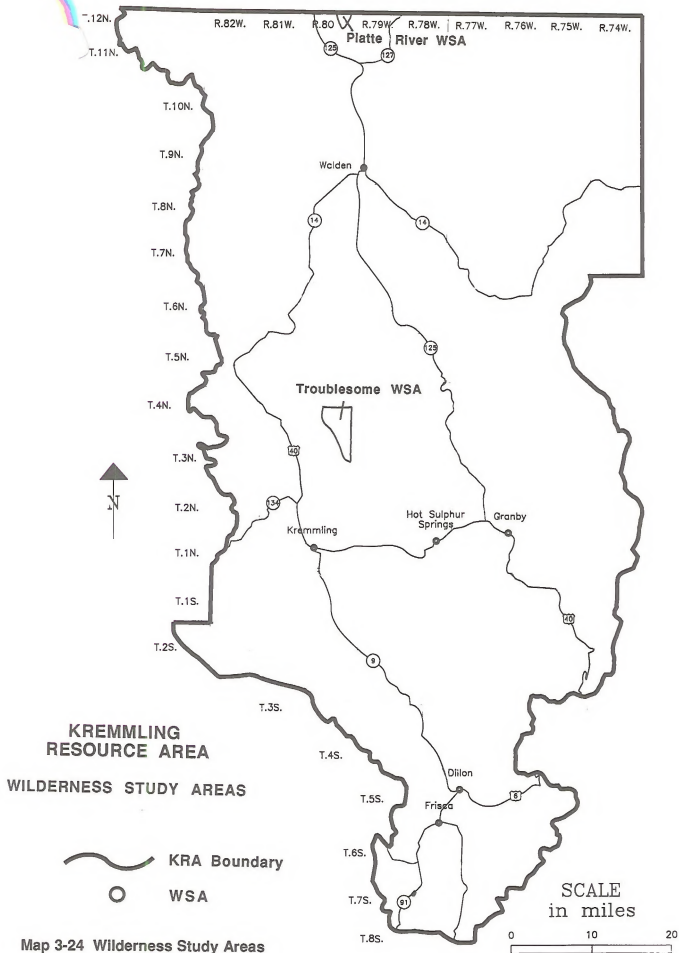 T.12N. R.82W. R.81W. R.80 R.79W. R.78W. R.77W. R.76W. R.75W. R.74W.
Platte River WSA
T.11N.
125
127
T.10N.
T.9N.
Walden
T.8N.
14
14
T.7N.
T.6N.
T.5N.
125
Troublesome WSA
T.4N.
40
T.3N.
N
T.2N.
134
Hot Sulphur
Springs
Granby
Kremmling
T.1N.
T.1S.
40
T.2S.
9
T.3S.
KREMMLING
RESOURCE AREA
T.4S.
WILDERNESS STUDY AREAS
Dillon
T.5S.
6
Frisco
T.6S.
KRA Boundary
WSA
T.7S.
91
SCALE
in miles
T.8S.
0 10 20
Map 3-24 Wilderness Study Areas